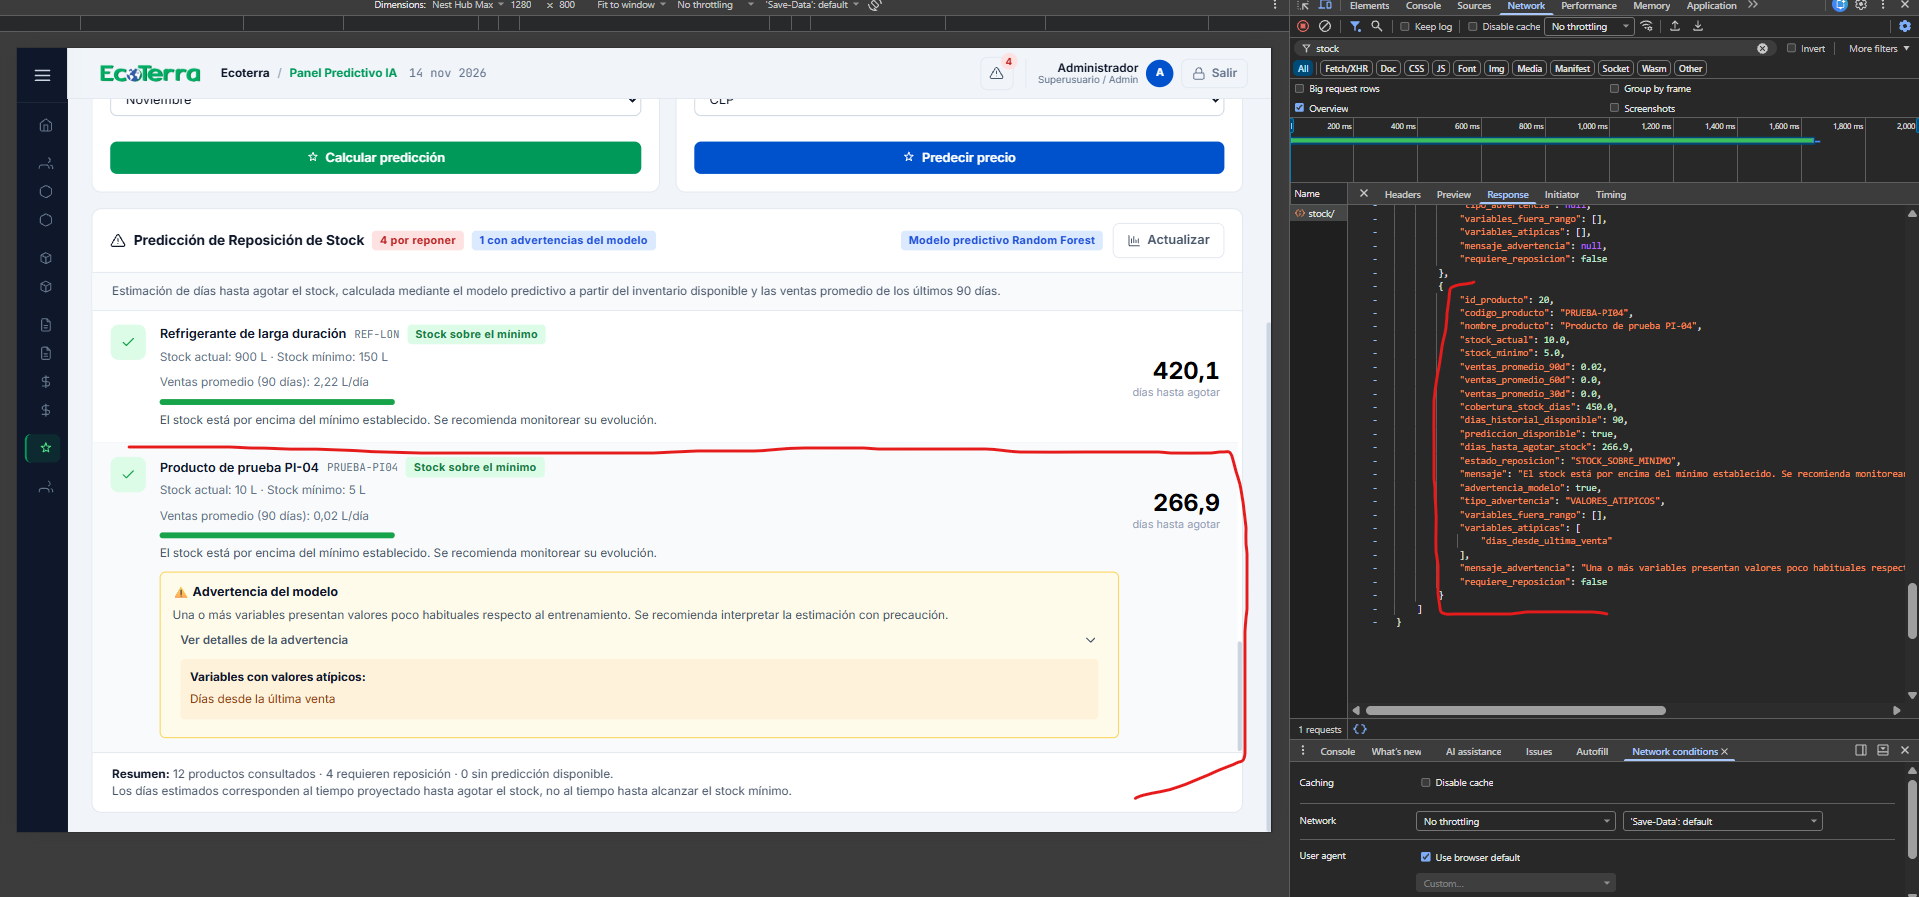 Dimensions: Nest Hub Max 1280 × 800 Fit to window No throttling 'Save-Data': default
EcoTerra Ecoterra / Panel Predictivo IA 14 nov 2026 4 Administrador
Superusuario / Admin A Salir
Noviembre CLP
Calcular predicción Predecir precio
Predicción de Reposición de Stock 4 por reponer 1 con advertencias del modelo Modelo predictivo Random Forest Actualizar
Estimación de días hasta agotar el stock, calculada mediante el modelo predictivo a partir del inventario disponible y las ventas promedio de los últimos 90 días.
Refrigerante de larga duración REF-LON Stock sobre el mínimo
Stock actual: 900 L · Stock mínimo: 150 L
Ventas promedio (90 días): 2,22 L/día
420,1
días hasta agotar
El stock está por encima del mínimo establecido. Se recomienda monitorear su evolución.
Producto de prueba PI-04 PRUEBA-PI04 Stock sobre el mínimo
Stock actual: 10 L · Stock mínimo: 5 L
Ventas promedio (90 días): 0,02 L/día
266,9
días hasta agotar
El stock está por encima del mínimo establecido. Se recomienda monitorear su evolución.
Advertencia del modelo
Una o más variables presentan valores poco habituales respecto al entrenamiento. Se recomienda interpretar la estimación con precaución.
Ver detalles de la advertencia
Variables con valores atípicos:
Días desde la última venta
Resumen: 12 productos consultados · 4 requieren reposición · 0 sin predicción disponible.
Los días estimados corresponden al tiempo proyectado hasta agotar el stock, no al tiempo hasta alcanzar el stock mínimo.
Elements Console Sources Network Performance Memory Application
Keep log Disable cache No throttling
stock Invert More filters
All Fetch/XHR Doc CSS JS Font Img Media Manifest Socket Wasm Other
Big request rows Group by frame
Overview Screenshots
200 ms 400 ms 600 ms 800 ms 1,000 ms 1,200 ms 1,400 ms 1,600 ms 1,800 ms 2,000
Name Headers Preview Response Initiator Timing
stock/
"tipo_advertencia": null,
"variables_fuera_rango": [],
"variables_atipicas": [],
"mensaje_advertencia": null,
"requiere_reposicion": false
},
{
"id_producto": 20,
"codigo_producto": "PRUEBA-PI04",
"nombre_producto": "Producto de prueba PI-04",
"stock_actual": 10.0,
"stock_minimo": 5.0,
"ventas_promedio_90d": 0.02,
"ventas_promedio_60d": 0.0,
"ventas_promedio_30d": 0.0,
"cobertura_stock_dias": 450.0,
"dias_historial_disponible": 90,
"prediccion_disponible": true,
"dias_hasta_agotar_stock": 266.9,
"estado_reposicion": "STOCK_SOBRE_MINIMO",
"mensaje": "El stock está por encima del mínimo establecido. Se recomienda monitorear
"advertencia_modelo": true,
"tipo_advertencia": "VALORES_ATIPICOS",
"variables_fuera_rango": [],
"variables_atipicas": [
"dias_desde_ultima_venta"
],
"mensaje_advertencia": "Una o más variables presentan valores poco habituales respect
"requiere_reposicion": false
}
]
}
1 requests
Console What's new AI assistance Issues Autofill Network conditions
Caching Disable cache
Network No throttling 'Save-Data': default
User agent Use browser default
Custom...